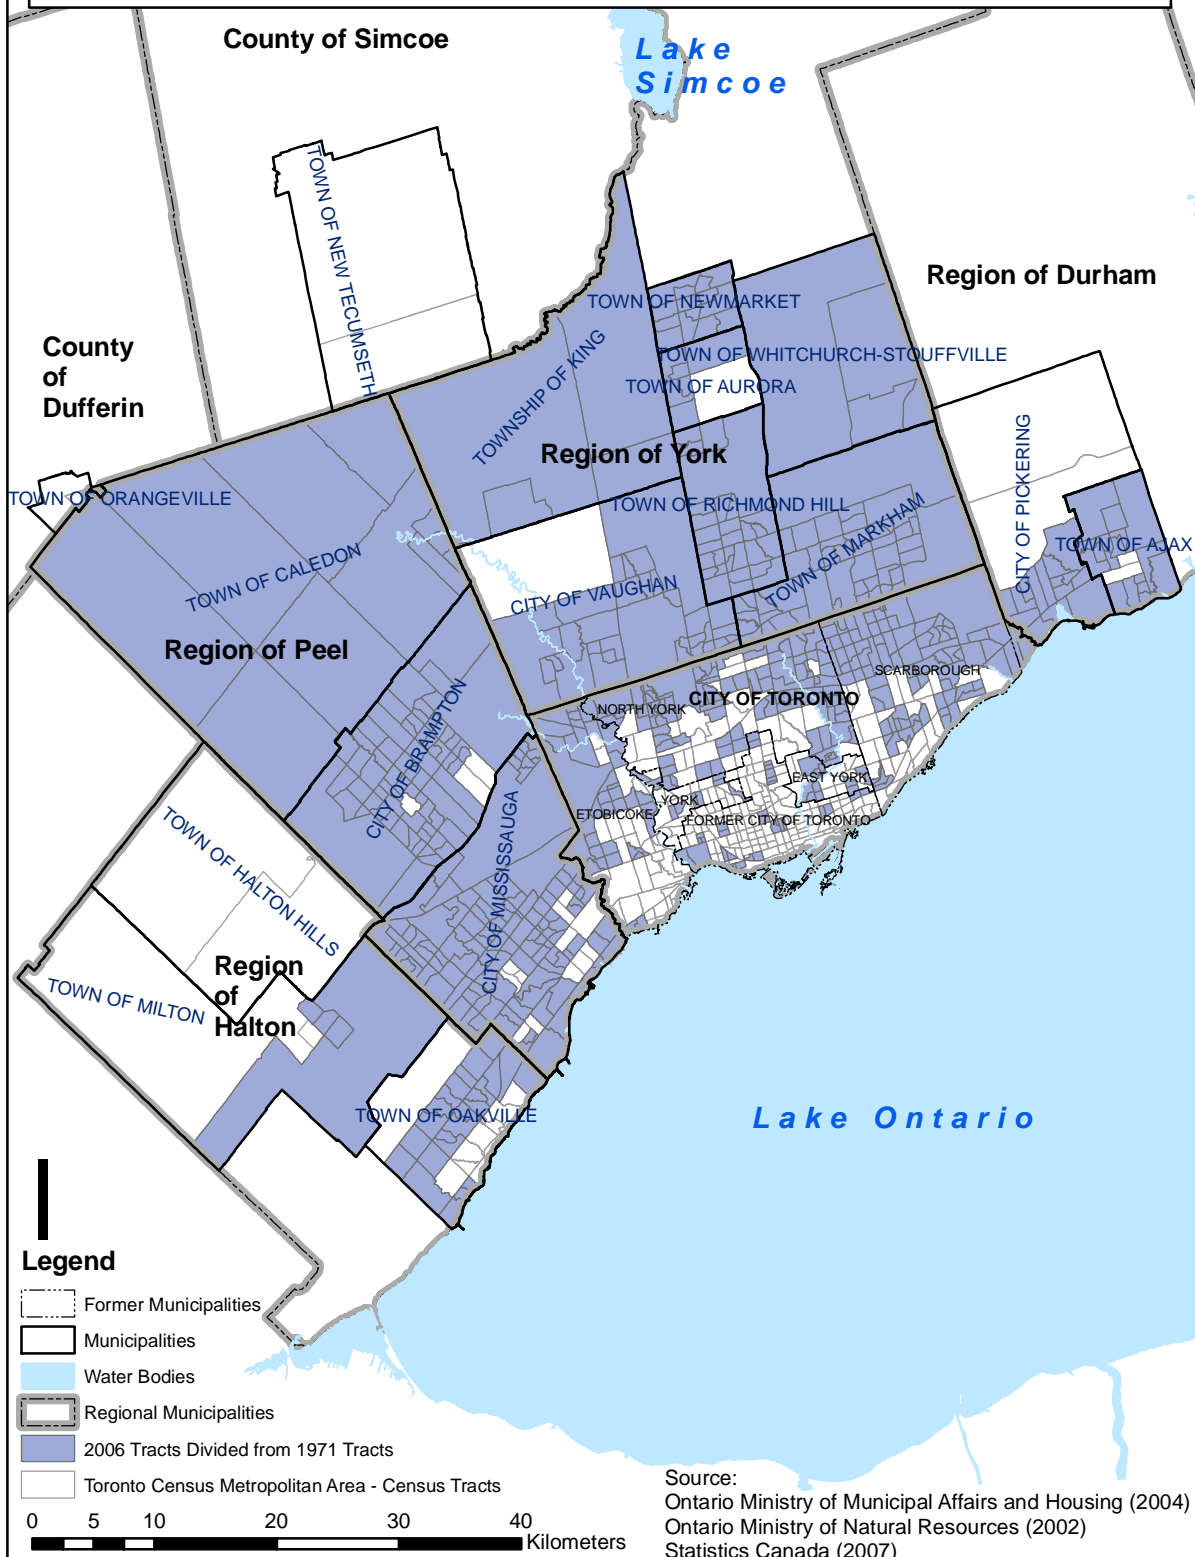 County of Simcoe
Lake
Simcoe
TOWN OF NEW TECUMSETH
Region of Durham
TOWN OF NEWMARKET
County
of
Dufferin
TOWNSHIP OF KING
TOWN OF WHITCHURCH-STOUFFVILLE
TOWN OF AURORA
Region of York
CITY OF PICKERING
TOWN OF ORANGEVILLE
TOWN OF RICHMOND HILL
TOWN OF MARKHAM
TOWN OF AJAX
TOWN OF CALEDON
CITY OF VAUGHAN
Region of Peel
SCARBOROUGH
CITY OF TORONTO
NORTH YORK
CITY OF BRAMPTON
EAST YORK
YORK
ETOBICOKE
FORMER CITY OF TORONTO
TOWN OF HALTON HILLS
CITY OF MISSISSAUGA
Region
of
Halton
TOWN OF MILTON
TOWN OF OAKVILLE
Lake Ontario
Legend
Former Municipalities
Municipalities
Water Bodies
Regional Municipalities
2006 Tracts Divided from 1971 Tracts
Toronto Census Metropolitan Area - Census Tracts
0 5 10 20 30 40
Kilometers
Source:
Ontario Ministry of Municipal Affairs and Housing (2004)
Ontario Ministry of Natural Resources (2002)
Statistics Canada (2007)